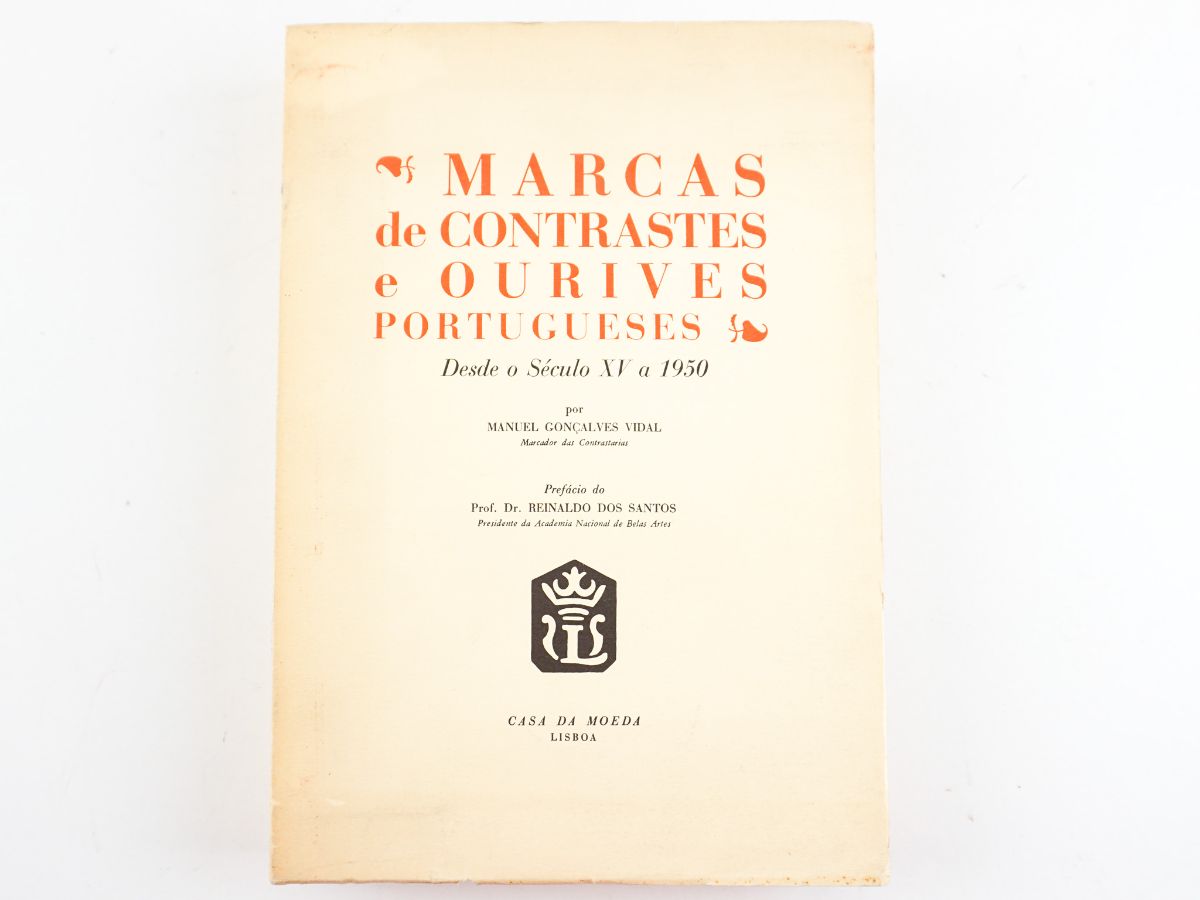 MARCAS
de CONTRASTES
e OURIVES
PORTUGUESES
Desde o Século XV a 1950
por
MANUEL GONÇALVES VIDAL
Marcador das Contrastarias
Prefácio do
Prof. Dr. REINALDO DOS SANTOS
Presidente da Academia Nacional de Belas Artes
L
CASA DA MOEDA
LISBOA